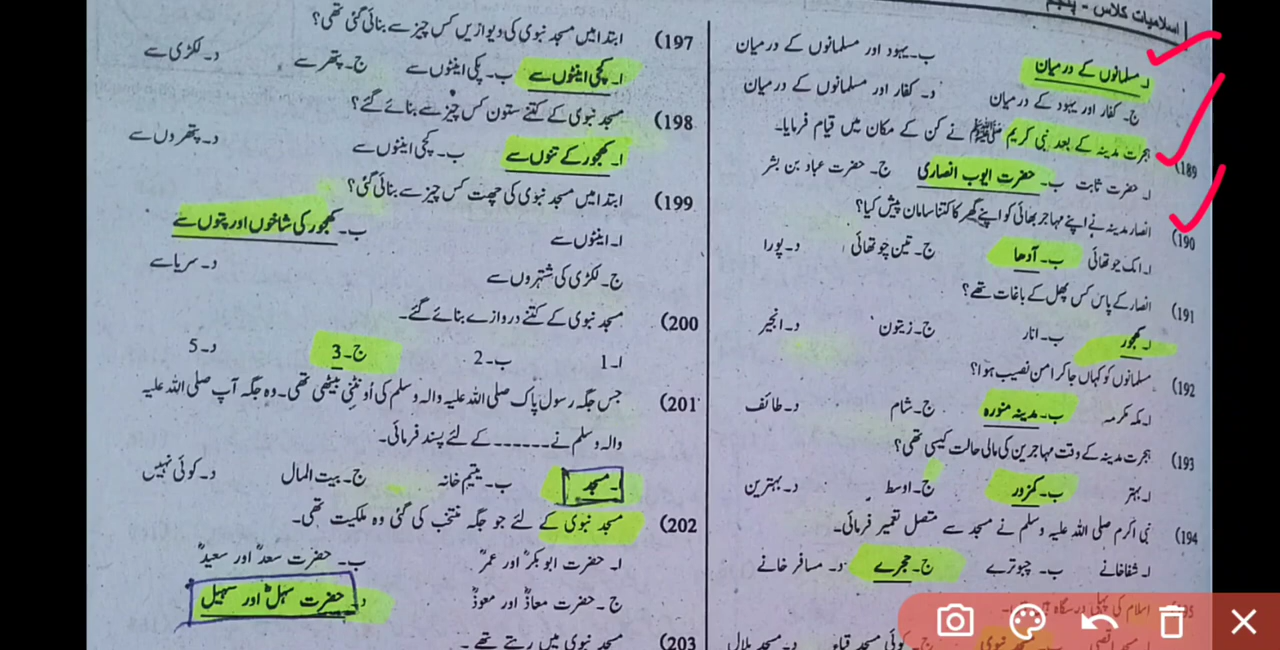 اسلامیات کلاس - پنجم
ا۔ مسلمانوں کے درمیان ب۔ یہود اور مسلمانوں کے درمیان
ج۔ کفار اور یہود کے درمیان د۔ کفار اور مسلمانوں کے درمیان
189) ہجرت مدینہ کے بعد نبی کریم ﷺ نے کن کے مکان میں قیام فرمایا۔
ا۔ حضرت ثابت ب۔ حضرت ایوب انصاری ج۔ حضرت عباد بن بشر
190) انصار مدینہ نے اپنے مہاجر بھائی کو اپنے گھر کا کتنا سامان پیش کیا؟
ا۔ ایک چوتھائی ب۔ آدھا ج۔ تین چوتھائی د۔ پورا
191) انصار کے پاس کس پھل کے باغات تھے؟
ا۔ کھجور ب۔ انار ج۔ زیتون د۔ انجیر
192) مسلمانوں کو کہاں جا کر امن نصیب ہوا؟
ا۔ مکہ مکرمہ ب۔ مدینہ منورہ ج۔ شام د۔ طائف
193) ہجرت مدینہ کے وقت مہاجرین کی مالی حالت کیسی تھی؟
ا۔ بہتر ب۔ کمزور ج۔ اوسط د۔ بہترین
194) نبی اکرم صلی اللہ علیہ وسلم نے مسجد سے متصل تعمیر فرمائی۔
ا۔ شفاخانے ب۔ چبوترے ج۔ حجرے د۔ مسافر خانے
195) اسلام کی پہلی درسگاہ
ب۔ مسجد نبوی ج۔ کوئی مسجد قباء د۔ مسجد بلال
197) ابتدا میں مسجد نبوی کی دیواریں کس چیز سے بنائی گئی تھی؟
ا۔ کچی اینٹوں سے ب۔ پکی اینٹوں سے ج۔ پتھر سے د۔ لکڑی سے
198) مسجد نبوی کے کتنے ستون کس چیز سے بنائے گئے؟
ا۔ کھجور کے تنوں سے ب۔ کچی اینٹوں سے د۔ پتھروں سے
199) ابتدا میں مسجد نبوی کی چھت کس چیز سے بنائی گئی؟
ا۔ اینٹوں سے ب۔ کھجور کی شاخوں اور پتوں سے
ج۔ لکڑی کی شتہروں سے د۔ سریا سے
200) مسجد نبوی کے کتنے دروازے بنائے گئے۔
ا۔ 1 ب۔ 2 ج۔ 3 د۔ 5
201) جس جگہ رسول پاک صلی اللہ علیہ والہ وسلم کی اُونٹنی بیٹھی تھی۔ وہ جگہ آپ صلی اللہ علیہ
والہ وسلم نے ------ کے لئے پسند فرمائی۔
ا۔ مسجد ب۔ یتیم خانہ ج۔ بیت المال د۔ کوئی نہیں
202) مسجد نبوی کے لئے جو جگہ منتخب کی گئی وہ ملکیت تھی۔
ا۔ حضرت ابو بکرؓ اور عمرؓ ب۔ حضرت سعدؓ اور سعیدؓ
ج۔ حضرت معاذؓ اور معوذؓ د۔ حضرت سہلؓ اور سہیلؓ
203) مسجد نبوی میں رہتے تھے۔